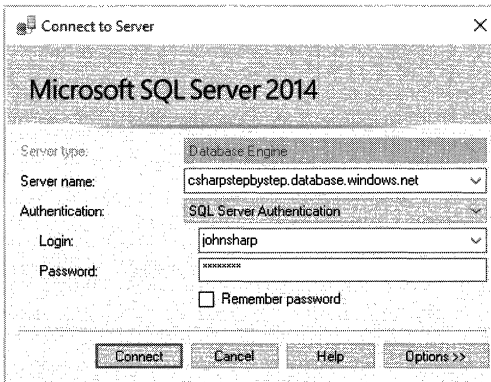 Connect to Server
Microsoft SQL Server 2014
Server type: Database Engine
Server name: csharpstepbystep.database.windows.net
Authentication: SQL Server Authentication
Login: johnsharp
Password: ××××××××
Remember password
Connect Cancel Help Options >>